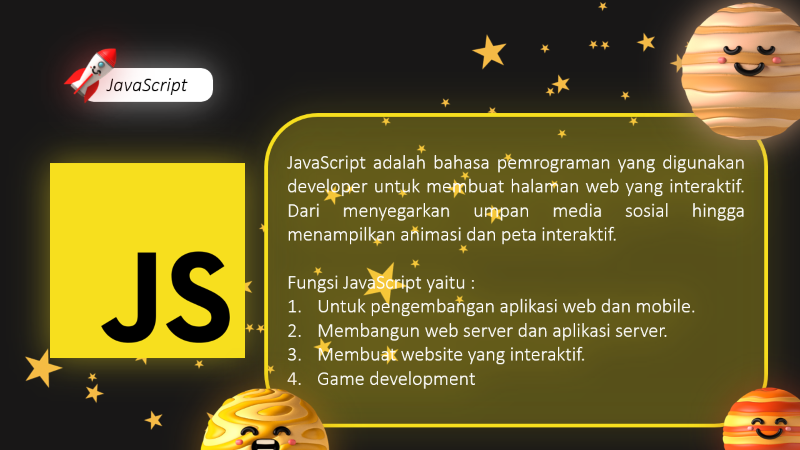 JavaScript
JS
JavaScript adalah bahasa pemrograman yang digunakan
developer untuk membuat halaman web yang interaktif.
Dari menyegarkan umpan media sosial hingga
menampilkan animasi dan peta interaktif.
Fungsi JavaScript yaitu :
1. Untuk pengembangan aplikasi web dan mobile.
2. Membangun web server dan aplikasi server.
3. Membuat website yang interaktif.
4. Game development